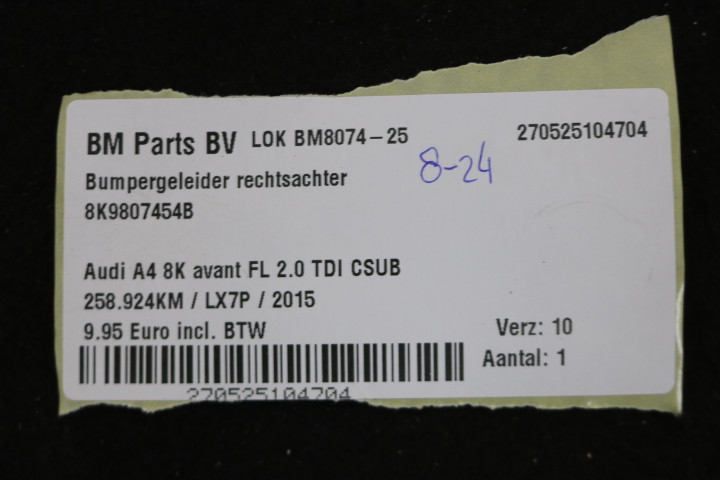 BM Parts BV LOK BM8074-25 270525104704
8-24
Bumpergeleider rechtsachter
8K9807454B
Audi A4 8K avant FL 2.0 TDI CSUB
258.924KM / LX7P / 2015
9.95 Euro incl. BTW Verz: 10
Aantal: 1
270525104704